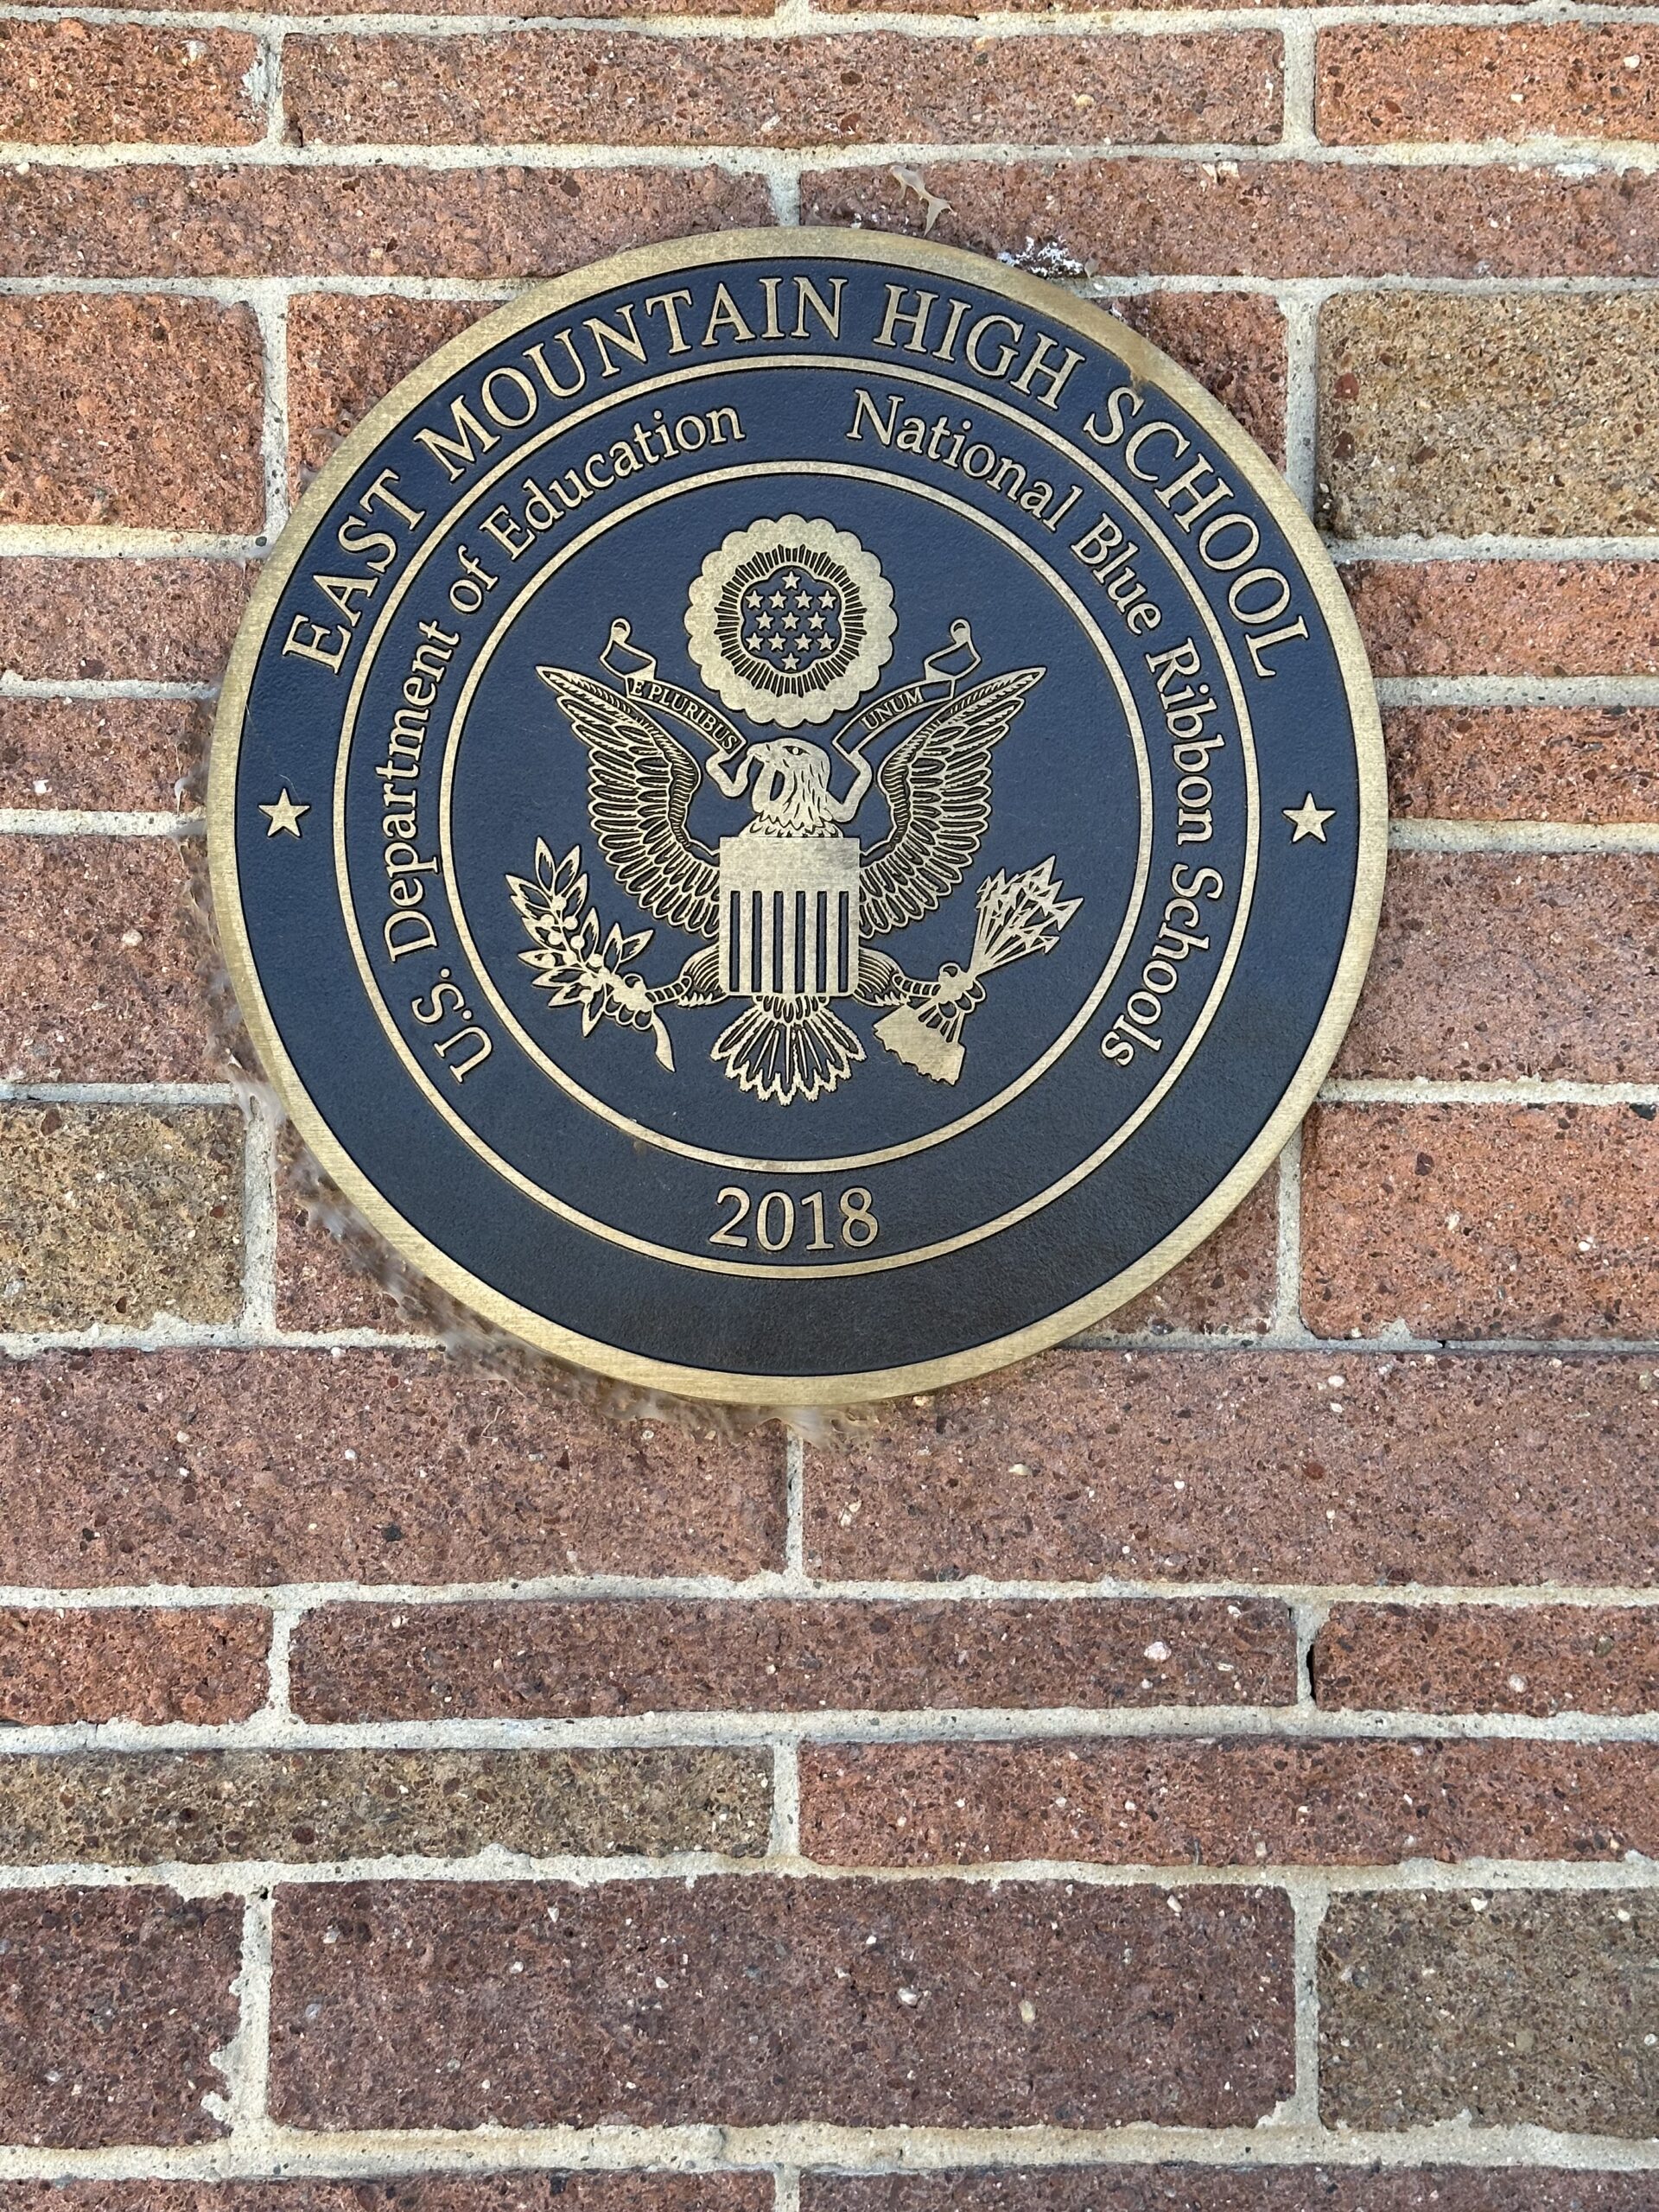 EAST MOUNTAIN HIGH SCHOOL
U.S. Department of Education National Blue Ribbon Schools
E PLURIBUS UNUM
2018